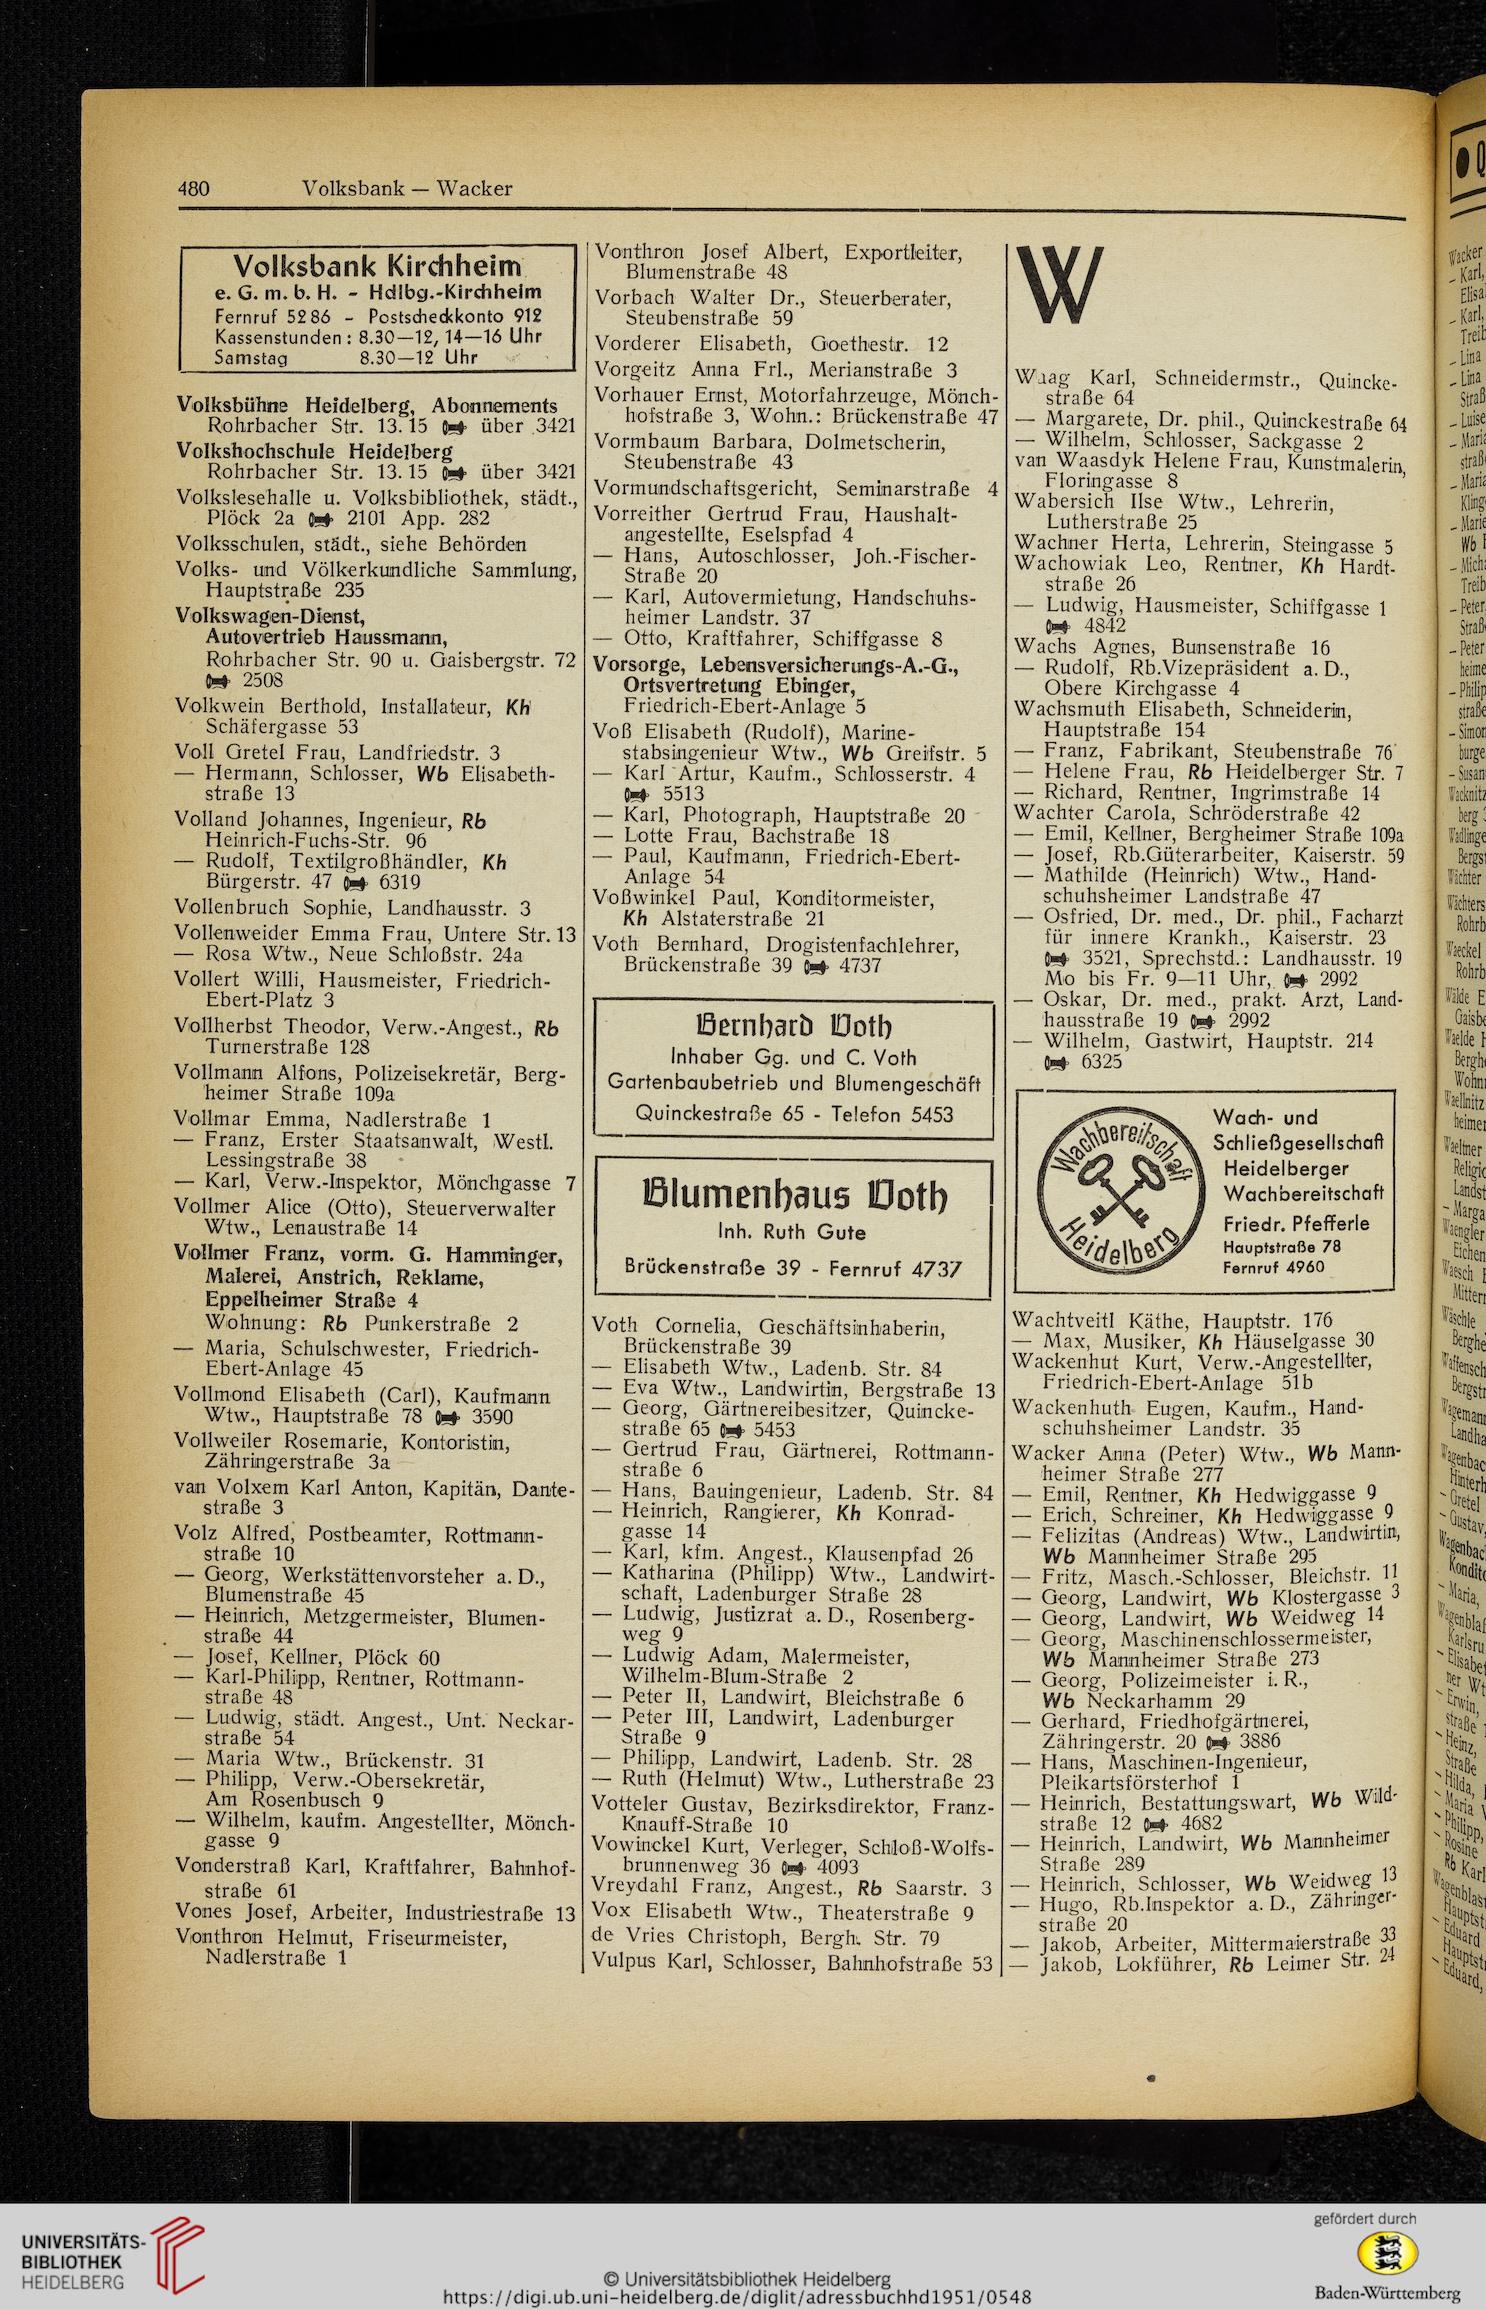 480 Volksbank — Wacker
Volksbank Kirchheim
e. G. m. b. H. - Hdlbg.-Kirchheim
Fernruf 5286 - Postscheckkonto 912
Kassenstunden: 8.30—12, 14—16 Uhr
Samstag 8.30—12 Uhr
Volksbühne Heidelberg, Abonnements
Rohrbacher Str. 13.15 über 3421
Volkshochschule Heidelberg
Rohrbacher Str. 13.15 über 3421
Volkslesehalle u. Volksbibliothek, städt.,
Plöck 2a 2101 App. 282
Volksschulen, städt., siehe Behörden
Volks- und Völkerkundliche Sammlung,
Hauptstraße 235
Volkswagen-Dienst,
Autovertrieb Haussmann,
Rohrbacher Str. 90 u. Gaisbergstr. 72
2508
Volkwein Berthold, Installateur, Kh
Schäfergasse 53
Voll Gretel Frau, Landfriedstr. 3
— Hermann, Schlosser, Wb Elisabeth-
straße 13
Volland Johannes, Ingenieur, Rb
Heinrich-Fuchs-Str. 96
— Rudolf, Textilgroßhändler, Kh
Bürgerstr. 47 6319
Vollenbruch Sophie, Landhausstr. 3
Vollenweider Emma Frau, Untere Str. 13
— Rosa Wtw., Neue Schloßstr. 24a
Vollert Willi, Hausmeister, Friedrich-
Ebert-Platz 3
Vollherbst Theodor, Verw.-Angest., Rb
Turnerstraße 128
Vollmann Alfons, Polizeisekretär, Berg-
heimer Straße 109a
Vollmar Emma, Nadlerstraße 1
— Franz, Erster Staatsanwalt, Westl.
Lessingstraße 38
— Karl, Verw.-Inspektor, Mönchgasse 7
Vollmer Alice (Otto), Steuerverwalter
Wtw., Lenaustraße 14
Vollmer Franz, vorm. G. Hamminger,
Malerei, Anstrich, Reklame,
Eppelheimer Straße 4
Wohnung: Rb Punkerstraße 2
— Maria, Schulschwester, Friedrich-
Ebert-Anlage 45
Vollmond Elisabeth (Carl), Kaufmann
Wtw., Hauptstraße 78 3590
Vollweiler Rosemarie, Kontoristin,
Zähringerstraße 3a
van Volxem Karl Anton, Kapitän, Dante-
straße 3
Volz Alfred, Postbeamter, Rottmann-
straße 10
— Georg, Werkstättenvorsteher a. D.,
Blumenstraße 45
— Heinrich, Metzgermeister, Blumen-
straße 44
— Josef, Kellner, Plöck 60
— Karl-Philipp, Rentner, Rottmann-
straße 48
— Ludwig, städt. Angest., Unt. Neckar-
straße 54
— Maria Wtw., Brückenstr. 31
— Philipp, Verw.-Obersekretär,
Am Rosenbusch 9
— Wilhelm, kaufm. Angestellter, Mönch-
gasse 9
Vonderstraß Karl, Kraftfahrer, Bahnhof-
straße 61
Vones Josef, Arbeiter, Industriestraße 13
Vonthron Helmut, Friseurmeister,
Nadlerstraße 1
Vonthron Josef Albert, Exportleiter,
Blumenstraße 48
Vorbach Walter Dr., Steuerberater,
Steubenstraße 59
Vorderer Elisabeth, Goethestr. 12
Vorgeitz Anna Frl., Merianstraße 3
Vorhauer Ernst, Motorfahrzeuge, Mönch-
hofstraße 3, Wohn.: Brückenstraße 47
Vormbaum Barbara, Dolmetscherin,
Steubenstraße 43
Vormundschaftsgericht, Seminarstraße 4
Vorreither Gertrud Frau, Haushalt-
angestellte, Eselspfad 4
— Hans, Autoschlosser, Joh.-Fischer-
Straße 20
— Karl, Autovermietung, Handschuhs-
heimer Landstr. 37
— Otto, Kraftfahrer, Schiffgasse 8
Vorsorge, Lebensversicherungs-A.-G.,
Ortsvertretung Ebinger,
Friedrich-Ebert-Anlage 5
Voß Elisabeth (Rudolf), Marine-
stabsingenieur Wtw., Wb Greifstr. 5
— Karl Artur, Kaufm., Schlosserstr. 4
5513
— Karl, Photograph, Hauptstraße 20
— Lotte Frau, Bachstraße 18
— Paul, Kaufmann, Friedrich-Ebert-
Anlage 54
Voßwinkel Paul, Konditormeister,
Kh Alstaterstraße 21
Voth Bernhard, Drogistenfachlehrer,
Brückenstraße 39 4737
Bernhard Voth
Inhaber Gg. und C. Voth
Gartenbaubetrieb und Blumengeschäft
Quinckestraße 65 - Telefon 5453
Blumenhaus Voth
Inh. Ruth Gute
Brückenstraße 39 - Fernruf 4737
Voth Cornelia, Geschäftsinhaberin,
Brückenstraße 39
— Elisabeth Wtw., Ladenb. Str. 84
— Eva Wtw., Landwirtin, Bergstraße 13
— Georg, Gärtnereibesitzer, Quincke-
straße 65 5453
— Gertrud Frau, Gärtnerei, Rottmann-
straße 6
— Hans, Bauingenieur, Ladenb. Str. 84
— Heinrich, Rangierer, Kh Konrad-
gasse 14
— Karl, kfm. Angest., Klausenpfad 26
— Katharina (Philipp) Wtw., Landwirt-
schaft, Ladenburger Straße 28
— Ludwig, Justizrat a. D., Rosenberg-
weg 9
— Ludwig Adam, Malermeister,
Wilhelm-Blum-Straße 2
— Peter II, Landwirt, Bleichstraße 6
— Peter III, Landwirt, Ladenburger
Straße 9
— Philipp, Landwirt, Ladenb. Str. 28
— Ruth (Helmut) Wtw., Lutherstraße 23
Votteler Gustav, Bezirksdirektor, Franz-
Knauff-Straße 10
Vowinckel Kurt, Verleger, Schloß-Wolfs-
brunnenweg 36 4093
Vreydahl Franz, Angest., Rb Saarstr. 3
Vox Elisabeth Wtw., Theaterstraße 9
de Vries Christoph, Bergh. Str. 79
Vulpus Karl, Schlosser, Bahnhofstraße 53
W
Waag Karl, Schneidermstr., Quincke-
straße 64
— Margarete, Dr. phil., Quinckestraße 64
— Wilhelm, Schlosser, Sackgasse 2
van Waasdyk Helene Frau, Kunstmalerin,
Floringasse 8
Wabersich Ilse Wtw., Lehrerin,
Lutherstraße 25
Wachner Herta, Lehrerin, Steingasse 5
Wachowiak Leo, Rentner, Kh Hardt-
straße 26
— Ludwig, Hausmeister, Schiffgasse 1
4842
Wachs Agnes, Bunsenstraße 16
— Rudolf, Rb.Vizepräsident a. D.,
Obere Kirchgasse 4
Wachsmuth Elisabeth, Schneiderin,
Hauptstraße 154
— Franz, Fabrikant, Steubenstraße 76
— Helene Frau, Rb Heidelberger Str. 7
— Richard, Rentner, Ingrimstraße 14
Wachter Carola, Schröderstraße 42
— Emil, Kellner, Bergheimer Straße 109a
— Josef, Rb.Güterarbeiter, Kaiserstr. 59
— Mathilde (Heinrich) Wtw., Hand-
schuhsheimer Landstraße 47
— Osfried, Dr. med., Dr. phil., Facharzt
für innere Krankh., Kaiserstr. 23
3521, Sprechstd.: Landhausstr. 19
Mo bis Fr. 9—11 Uhr, 2992
— Oskar, Dr. med., prakt. Arzt, Land-
hausstraße 19 2992
— Wilhelm, Gastwirt, Hauptstr. 214
6325
Wachbereitschaft
Heidelberg
Wach- und
Schließgesellschaft
Heidelberger
Wachbereitschaft
Friedr. Pfefferle
Hauptstraße 78
Fernruf 4960
Wachtveitl Käthe, Hauptstr. 176
— Max, Musiker, Kh Häuselgasse 30
Wackenhut Kurt, Verw.-Angestellter,
Friedrich-Ebert-Anlage 51b
Wackenhuth Eugen, Kaufm., Hand-
schuhsheimer Landstr. 35
Wacker Anna (Peter) Wtw., Wb Mann-
heimer Straße 277
— Emil, Rentner, Kh Hedwiggasse 9
— Erich, Schreiner, Kh Hedwiggasse 9
— Felizitas (Andreas) Wtw., Landwirtin,
Wb Mannheimer Straße 295
— Fritz, Masch.-Schlosser, Bleichstr. 11
— Georg, Landwirt, Wb Klostergasse 3
— Georg, Landwirt, Wb Weidweg 14
— Georg, Maschinenschlossermeister,
Wb Mannheimer Straße 273
— Georg, Polizeimeister i. R.,
Wb Neckarhamm 29
— Gerhard, Friedhofgärtnerei,
Zähringerstr. 20 3886
— Hans, Maschinen-Ingenieur,
Pleikartsförsterhof 1
— Heinrich, Bestattungswart, Wb Wild-
straße 12 4682
— Heinrich, Landwirt, Wb Mannheimer
Straße 289
— Heinrich, Schlosser, Wb Weidweg 13
— Hugo, Rb.Inspektor a. D., Zähringer-
straße 20
— Jakob, Arbeiter, Mittermaierstraße 33
— Jakob, Lokführer, Rb Leimer Str. 24
UNIVERSITÄTS-
BIBLIOTHEK
HEIDELBERG
© Universitätsbibliothek Heidelberg
https://digi.ub.uni-heidelberg.de/diglit/adressbuchhd1951/0548
gefördert durch
Baden-Württemberg